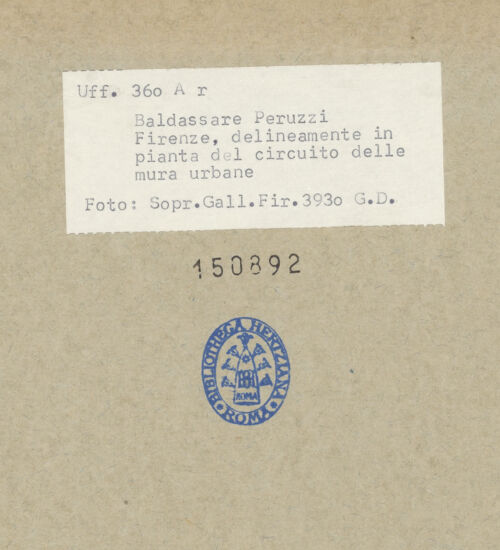 Uff. 36o A r
Baldassare Peruzzi
Firenze, delineamente in
pianta del circuito delle
mura urbane
Foto: Sopr.Gall.Fir.393o G.D.
150892
BIBLIOTHECA HERTZIANA
ROMA
ROMA